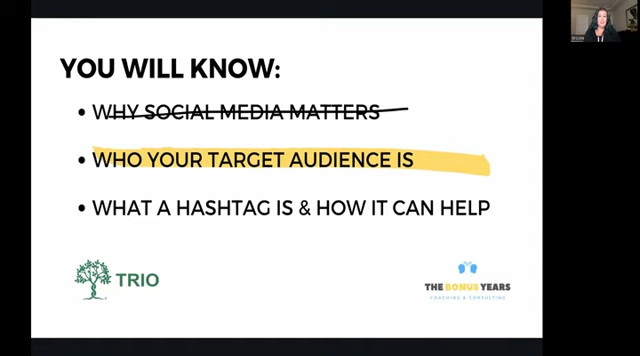 YOU WILL KNOW:
• WHY SOCIAL MEDIA MATTERS
• WHO YOUR TARGET AUDIENCE IS
• WHAT A HASHTAG IS & HOW IT CAN HELP
TRIO
THE BONUS YEARS
COACHING & CONSULTING